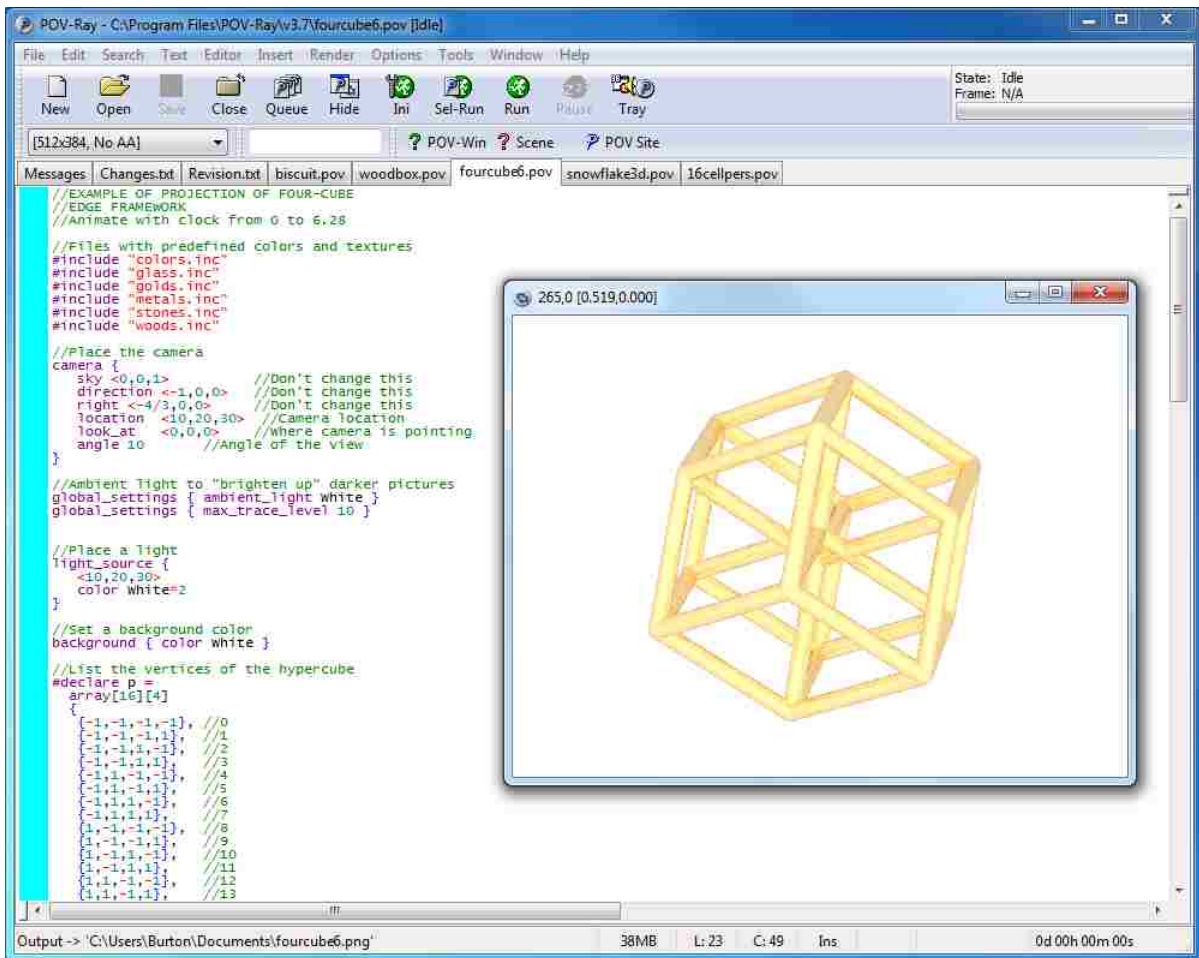 POV-Ray - C:\Program Files\POV-Ray\v3.7\fourcube6.pov [Idle]
File Edit Search Text Editor Insert Render Options Tools Window Help
New Open Save Close Queue Hide Ini Sel-Run Run Pause Tray
State: Idle
Frame: N/A
[512x384, No AA] POV-Win Scene POV Site
Messages Changes.txt Revision.txt biscuit.pov woodbox.pov fourcube6.pov snowflake3d.pov 16cellpers.pov
//EXAMPLE OF PROJECTION OF FOUR-CUBE
//EDGE FRAMEWORK
//Animate with clock from 0 to 6.28
//Files with predefined colors and textures
#include "colors.inc"
#include "glass.inc"
#include "golds.inc"
#include "metals.inc"
#include "stones.inc"
#include "woods.inc"
//Place the camera
camera {
sky <0,0,1> //Don't change this
direction <-1,0,0> //Don't change this
right <-4/3,0,0> //Don't change this
location <10,20,30> //Camera location
look_at <0,0,0> //Where camera is pointing
angle 10 //Angle of the view
}
//Ambient light to "brighten up" darker pictures
global_settings { ambient_light White }
global_settings { max_trace_level 10 }
//Place a light
light_source {
<10,20,30>
color White*2
}
//Set a background color
background { color White }
//List the vertices of the hypercube
#declare p =
array[16][4]
{
{-1,-1,-1,-1}, //0
{-1,-1,-1,1}, //1
{-1,-1,1,-1}, //2
{-1,-1,1,1}, //3
{-1,1,-1,-1}, //4
{-1,1,-1,1}, //5
{-1,1,1,-1}, //6
{-1,1,1,1}, //7
{1,-1,-1,-1}, //8
{1,-1,-1,1}, //9
{1,-1,1,-1}, //10
{1,-1,1,1}, //11
{1,1,-1,-1}, //12
{1,1,-1,1}, //13
265,0 [0.519,0.000]
Output -> 'C:\Users\Burton\Documents\fourcube6.png' 38MB L: 23 C: 49 Ins 0d 00h 00m 00s